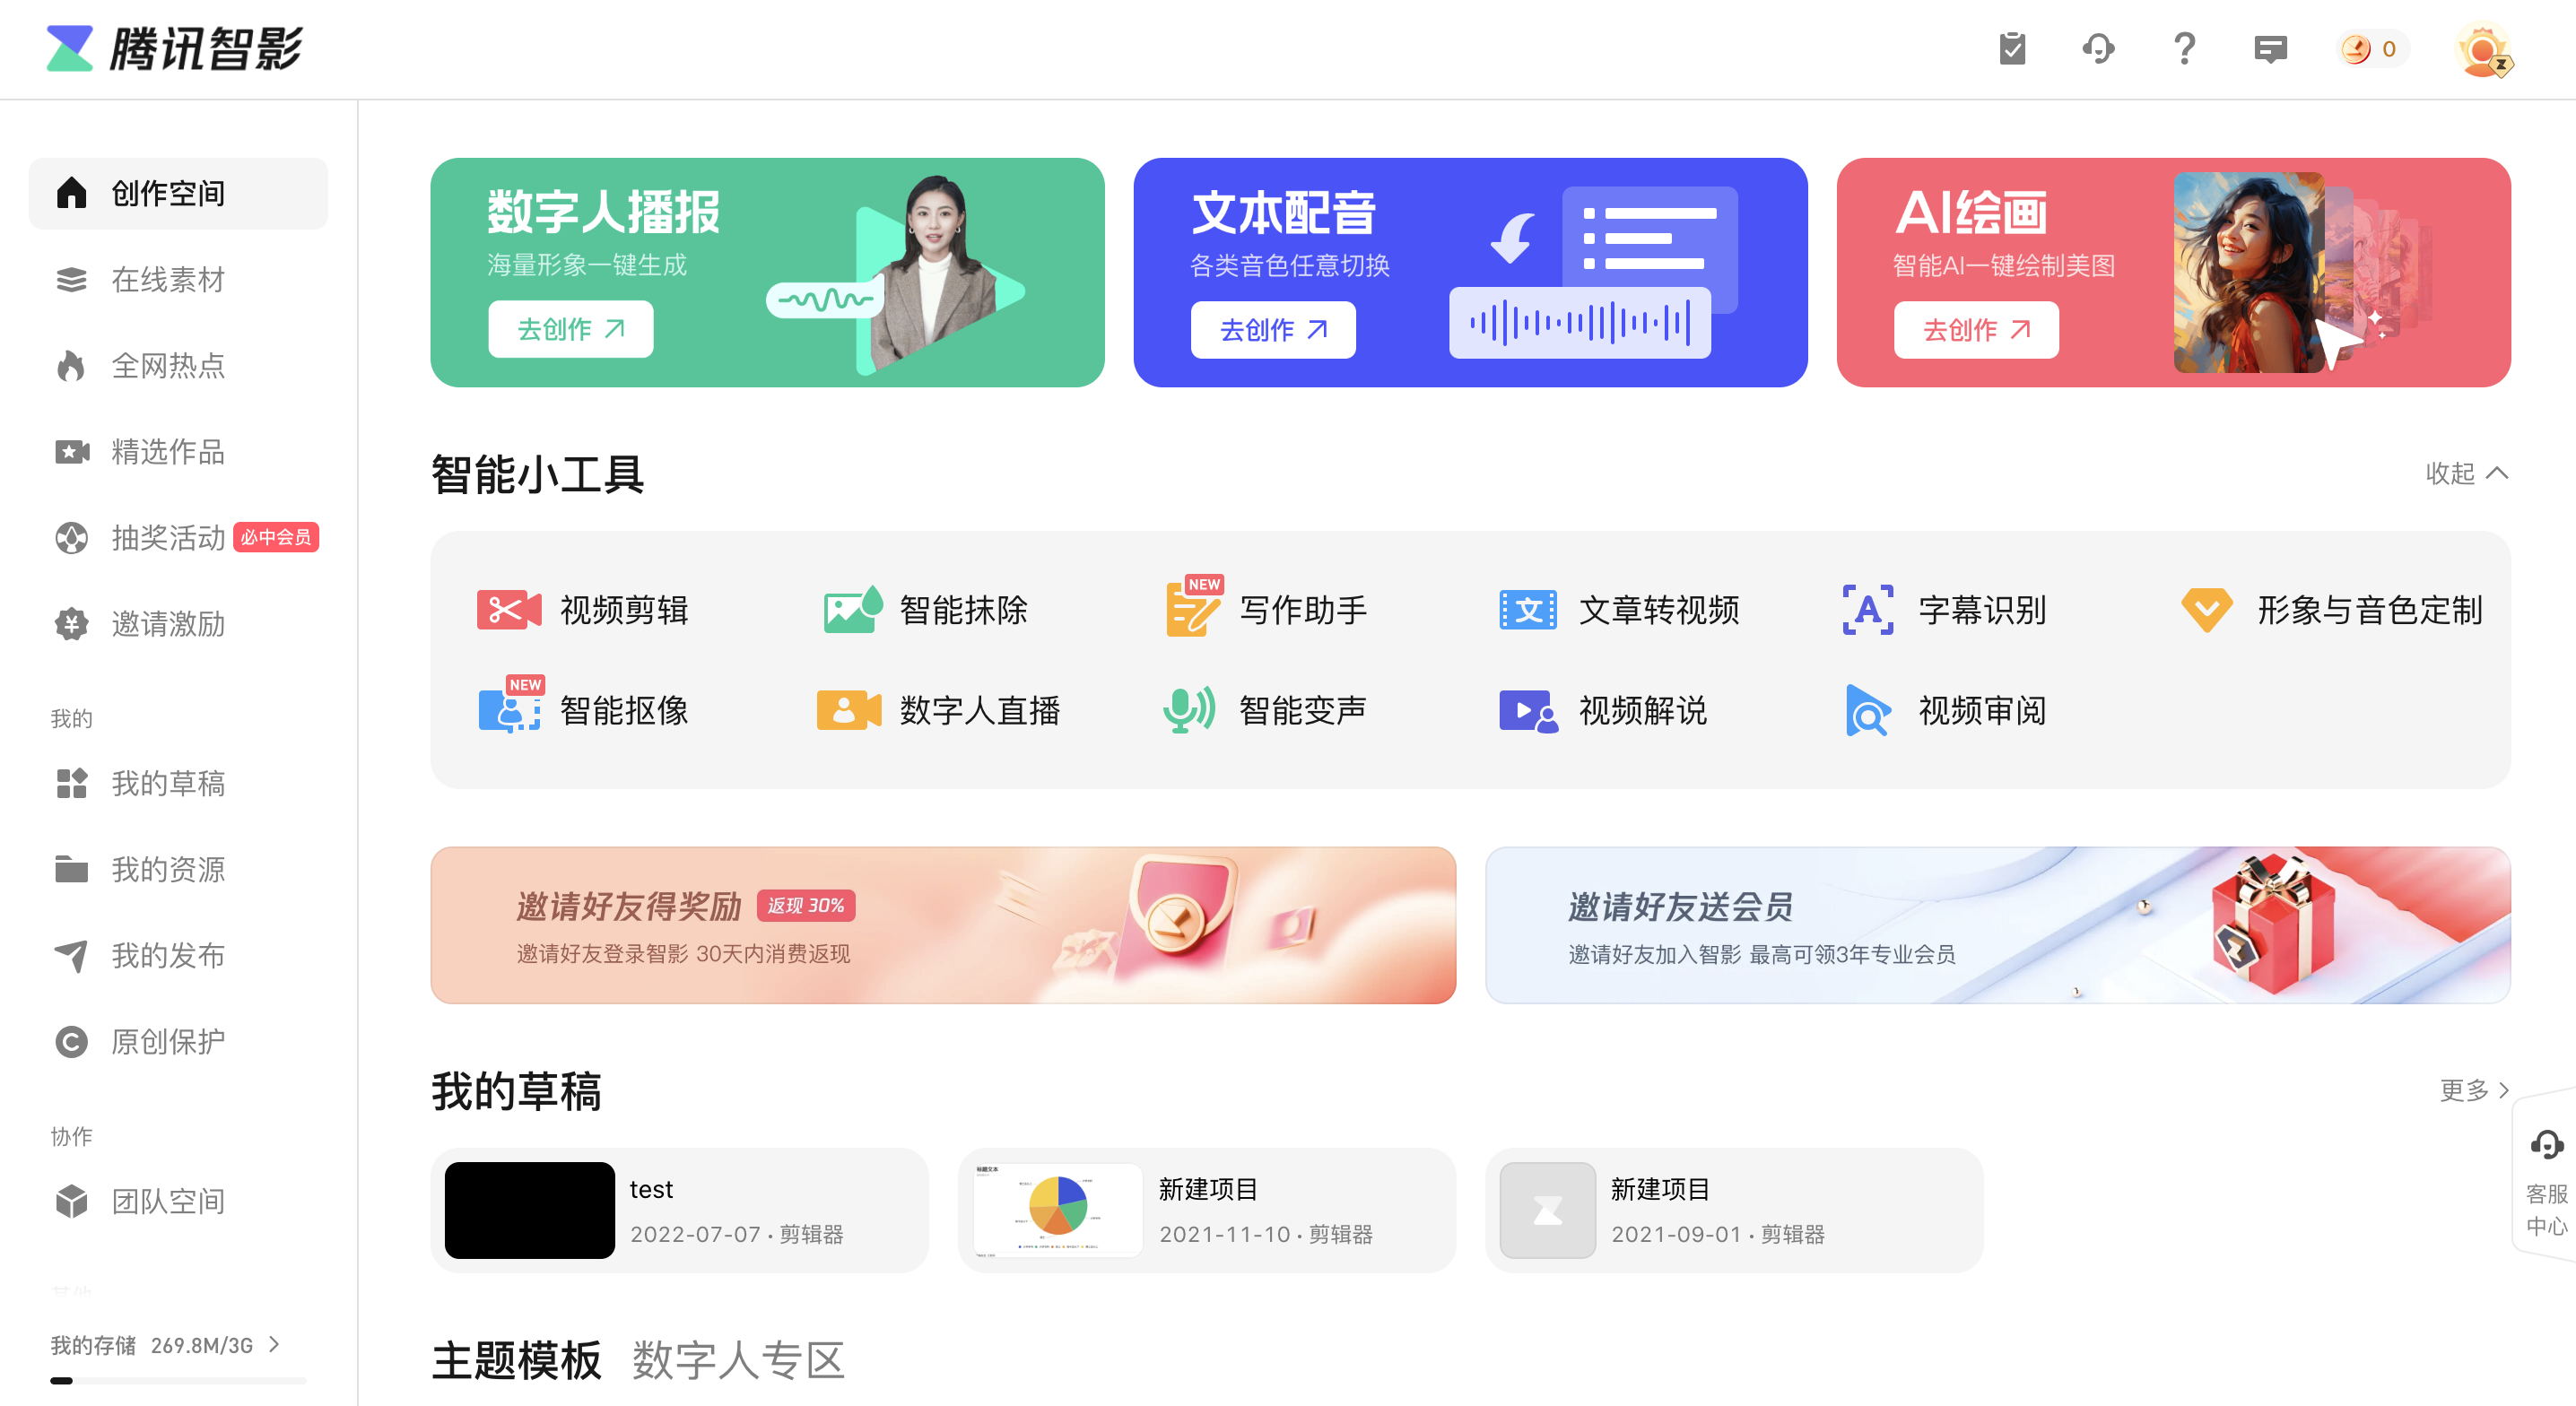 腾讯智影
0
创作空间
在线素材
全网热点
精选作品
抽奖活动 必中会员
邀请激励
我的
我的草稿
我的资源
我的发布
原创保护
协作
团队空间
我的存储 269.8M/3G
数字人播报
海量形象一键生成
去创作
文本配音
各类音色任意切换
去创作
AI绘画
智能AI一键绘制美图
去创作
智能小工具
收起
视频剪辑
智能抹除
NEW
写作助手
文
文章转视频
A
字幕识别
形象与音色定制
NEW
智能抠像
数字人直播
智能变声
视频解说
视频审阅
邀请好友得奖励 返现 30%
邀请好友登录智影 30天内消费返现
邀请好友送会员
邀请好友加入智影 最高可领3年专业会员
我的草稿
更多
test
2022-07-07 · 剪辑器
标题文本
新建项目
2021-11-10 · 剪辑器
新建项目
2021-09-01 · 剪辑器
客服
中心
主题模板 数字人专区